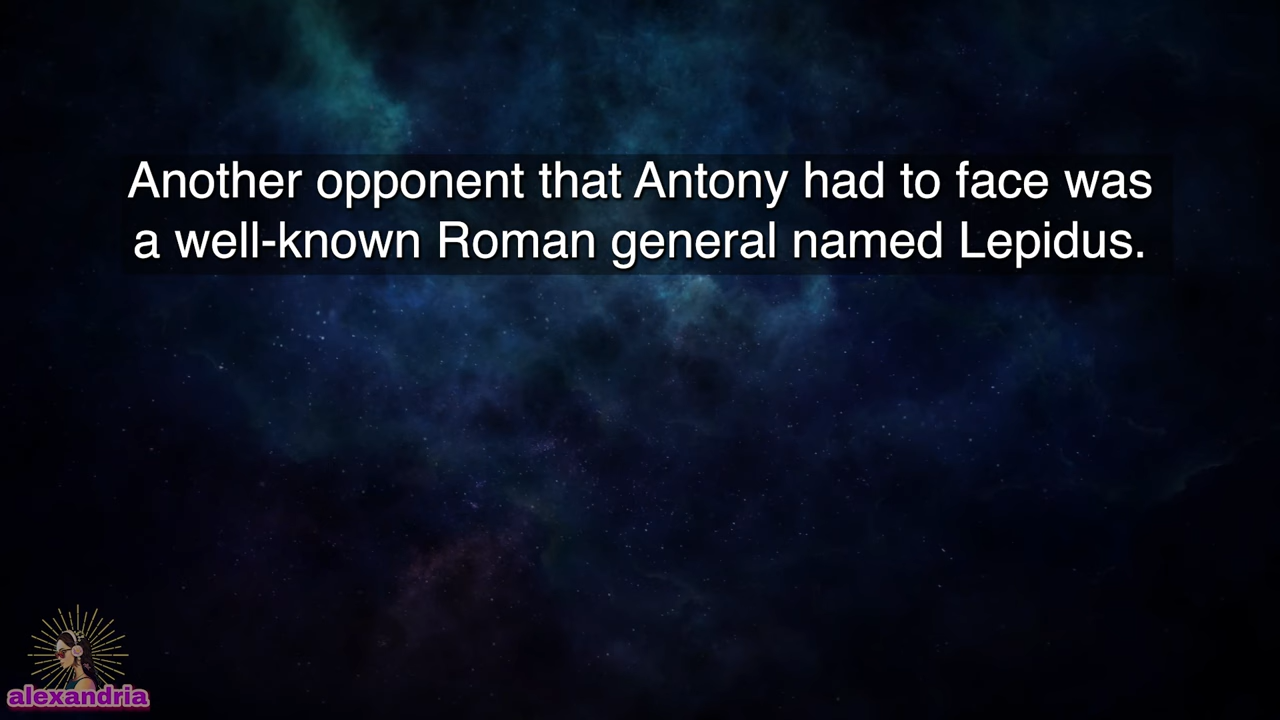 Another opponent that Antony had to face was
a well-known Roman general named Lepidus.
alexandria